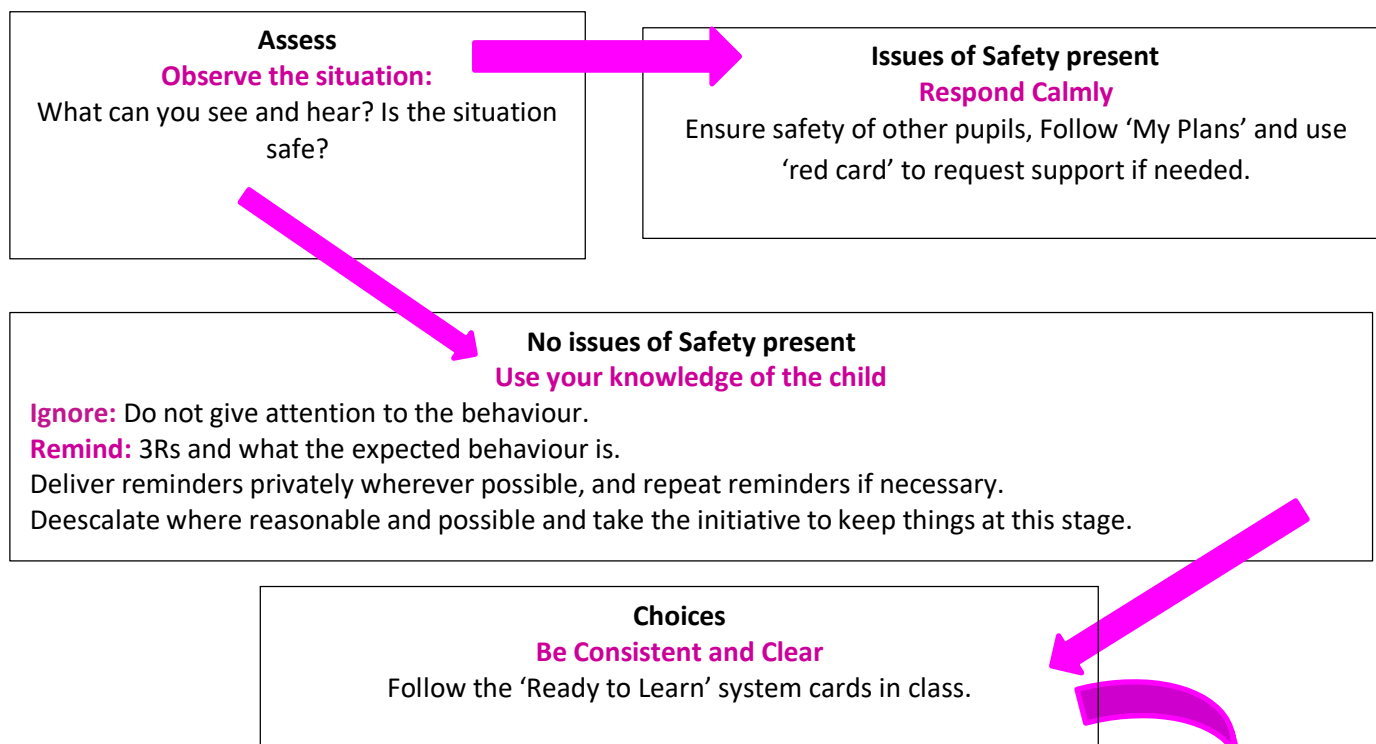 Assess
Observe the situation:
What can you see and hear? Is the situation
safe?
Issues of Safety present
Respond Calmly
Ensure safety of other pupils, Follow ‘My Plans’ and use
‘red card’ to request support if needed.
No issues of Safety present
Use your knowledge of the child
Ignore: Do not give attention to the behaviour.
Remind: 3Rs and what the expected behaviour is.
Deliver reminders privately wherever possible, and repeat reminders if necessary.
Deescalate where reasonable and possible and take the initiative to keep things at this stage.
Choices
Be Consistent and Clear
Follow the ‘Ready to Learn’ system cards in class.